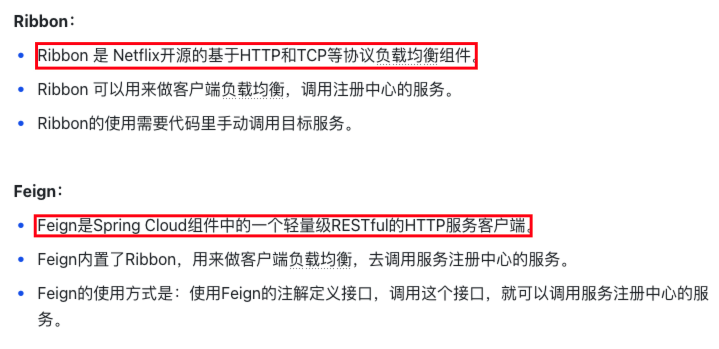 Ribbon：
Ribbon 是 Netflix开源的基于HTTP和TCP等协议负载均衡组件。
Ribbon 可以用来做客户端负载均衡，调用注册中心的服务。
Ribbon的使用需要代码里手动调用目标服务。
Feign：
Feign是Spring Cloud组件中的一个轻量级RESTful的HTTP服务客户端。
Feign内置了Ribbon，用来做客户端负载均衡，去调用服务注册中心的服务。
Feign的使用方式是：使用Feign的注解定义接口，调用这个接口，就可以调用服务注册中心的服
务。